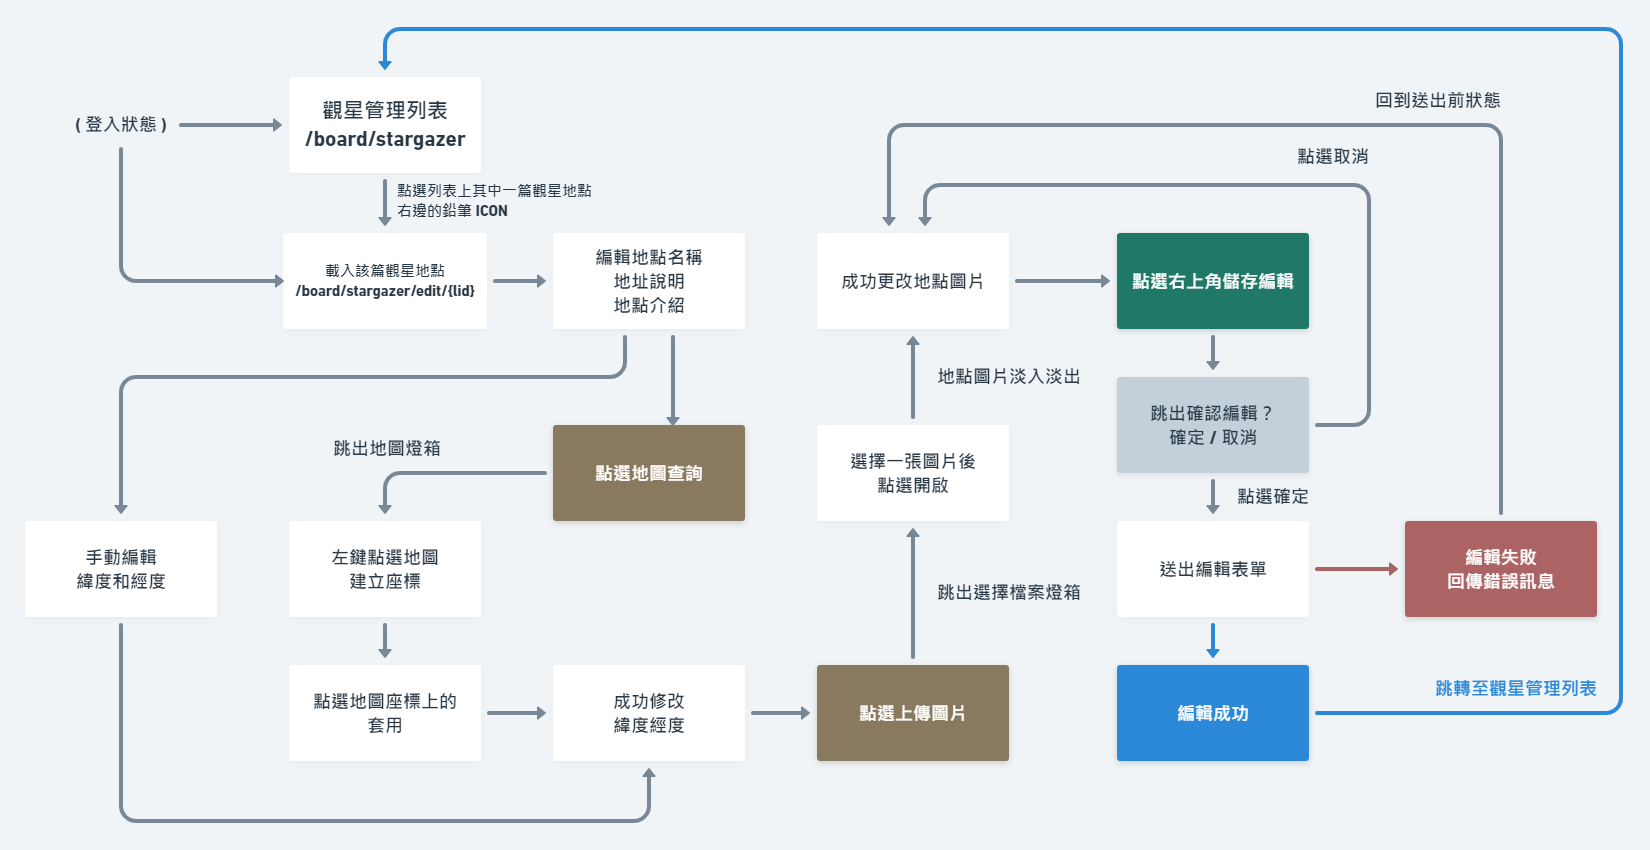 ( 登入狀態 )
觀星管理列表
/board/stargazer
點選列表上其中一篇觀星地點
右邊的鉛筆 ICON
載入該篇觀星地點
/board/stargazer/edit/{lid}
編輯地點名稱
地址說明
地點介紹
跳出地圖燈箱
點選地圖查詢
手動編輯
緯度和經度
左鍵點選地圖
建立座標
點選地圖座標上的
套用
成功修改
緯度經度
點選上傳圖片
跳出選擇檔案燈箱
選擇一張圖片後
點選開啟
地點圖片淡入淡出
成功更改地點圖片
點選右上角儲存編輯
跳出確認編輯？
確定 / 取消
點選取消
點選確定
送出編輯表單
編輯失敗
回傳錯誤訊息
回到送出前狀態
編輯成功
跳轉至觀星管理列表